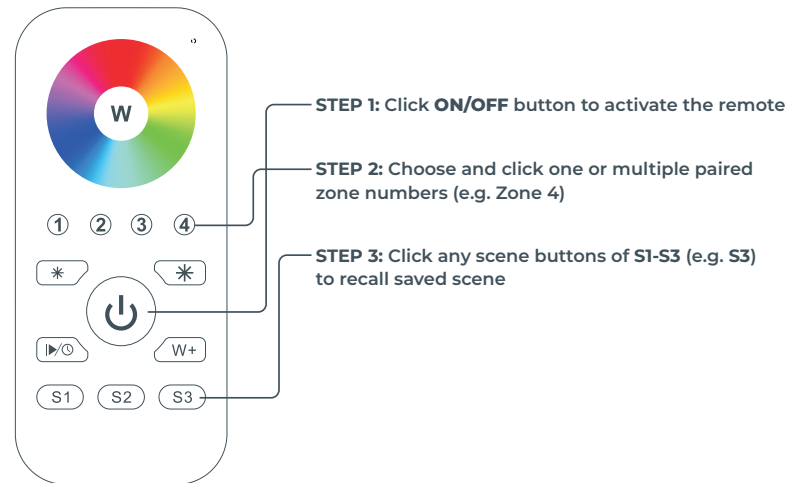 W
STEP 1: Click ON/OFF button to activate the remote
STEP 2: Choose and click one or multiple paired
zone numbers (e.g. Zone 4)
1 2 3 4
STEP 3: Click any scene buttons of S1-S3 (e.g. S3)
to recall saved scene
W+
S1 S2 S3